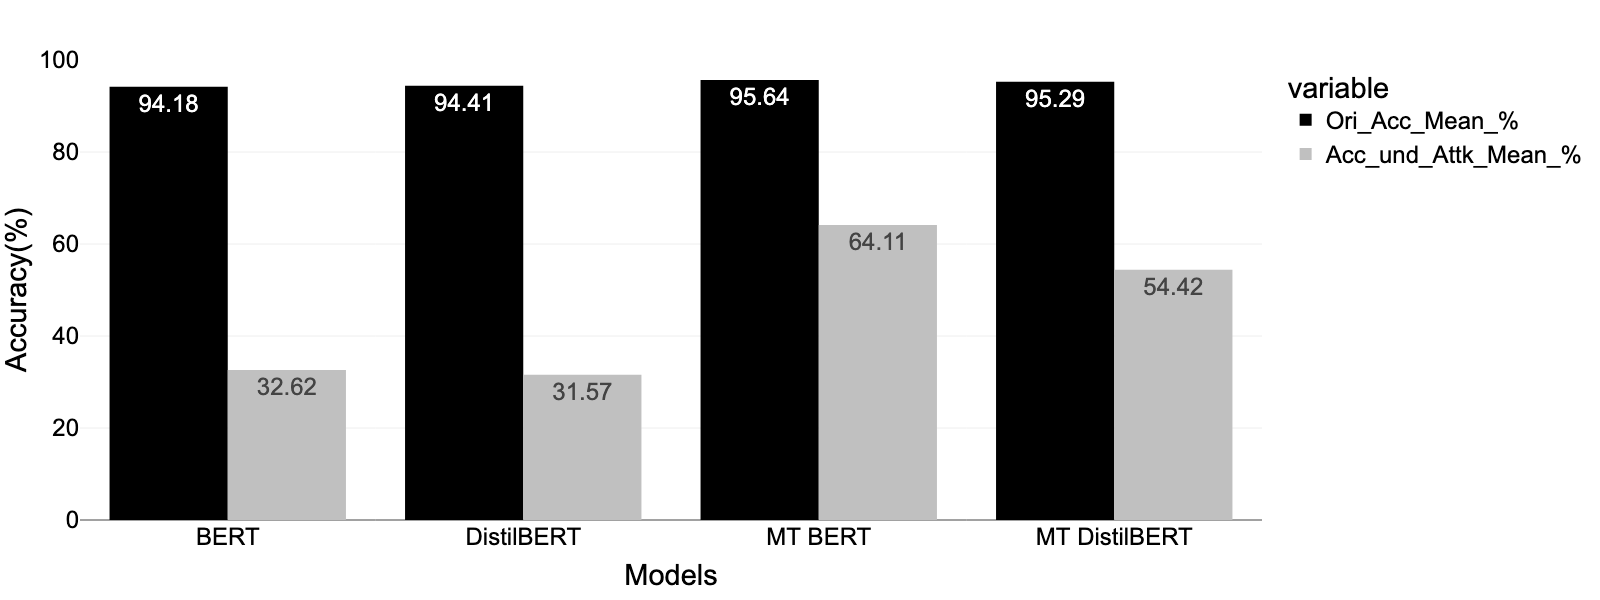 100
80
60
40
20
0
Accuracy(%)
94.18
32.62
94.41
31.57
95.64
64.11
95.29
54.42
BERT
DistilBERT
MT BERT
MT DistilBERT
Models
variable
Ori_Acc_Mean_%
Acc_und_Attk_Mean_%